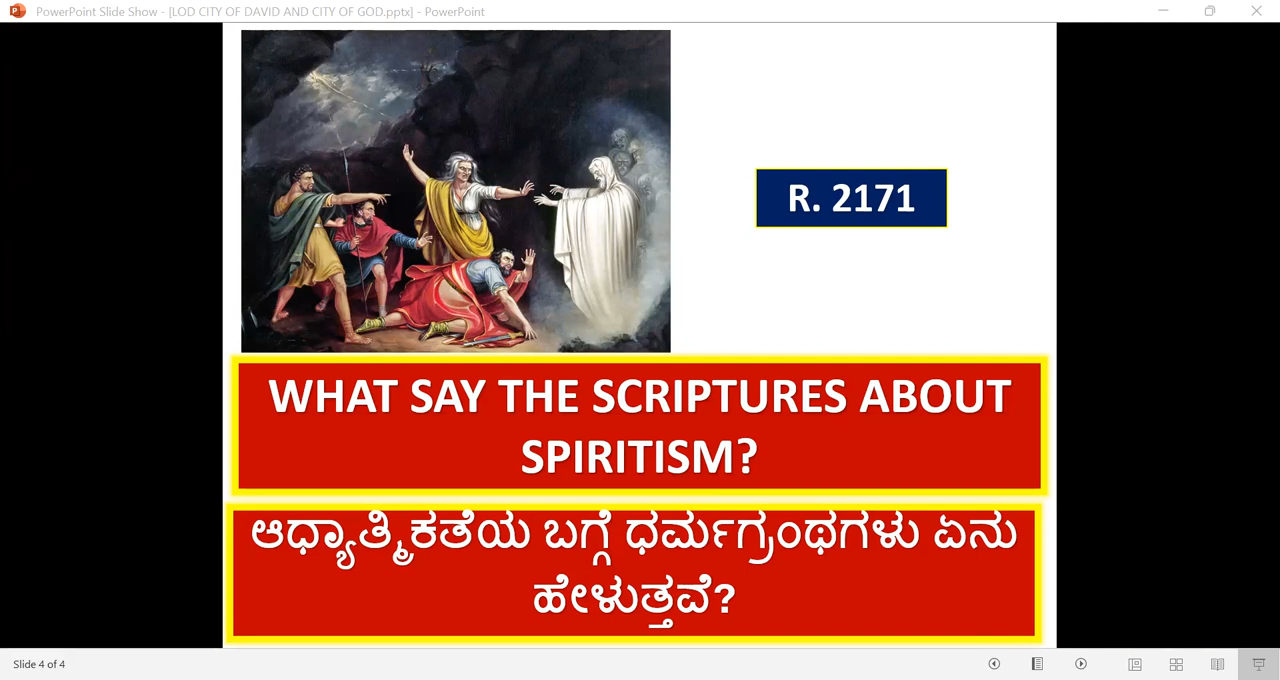 PowerPoint Slide Show - [LOD CITY OF DAVID AND CITY OF GOD.pptx] - PowerPoint
R. 2171
WHAT SAY THE SCRIPTURES ABOUT
SPIRITISM?
ಆಧ್ಯಾತ್ಮಿಕತೆಯ ಬಗ್ಗೆ ಧರ್ಮಗ್ರಂಥಗಳು ಏನು
ಹೇಳುತ್ತವೆ?
Slide 4 of 4